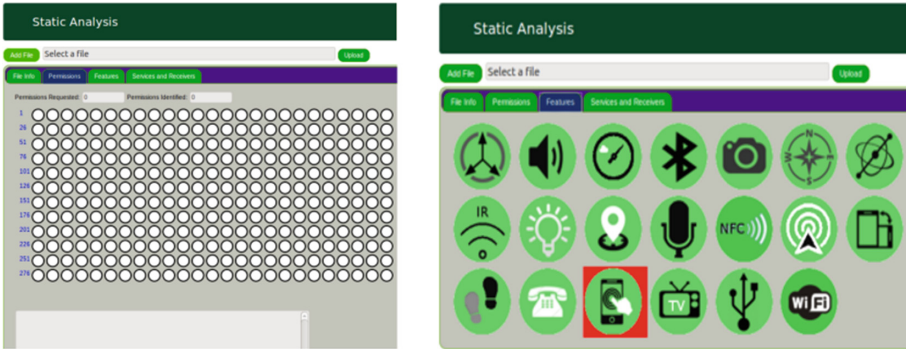 Static Analysis
Add File Select a file Upload
File Info Permissions Features Services and Receivers
Permissions Requested: 0 Permissions Identified: 0
1
26
51
76
101
126
151
176
201
226
251
276
Static Analysis
Add File Select a file Upload
File Info Permissions Features Services and Receivers
N
W E
S
IR
NFC
TV
Wi Fi